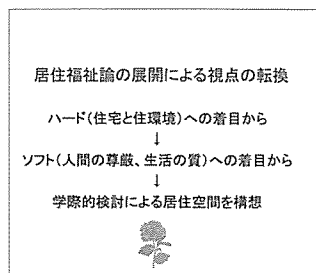 居住福祉論の展開による視点の転換
ハード(住宅と住環境)への着目から
↓
ソフト(人間の尊厳、生活の質)への着目から
↓
学際的検討による居住空間を構想